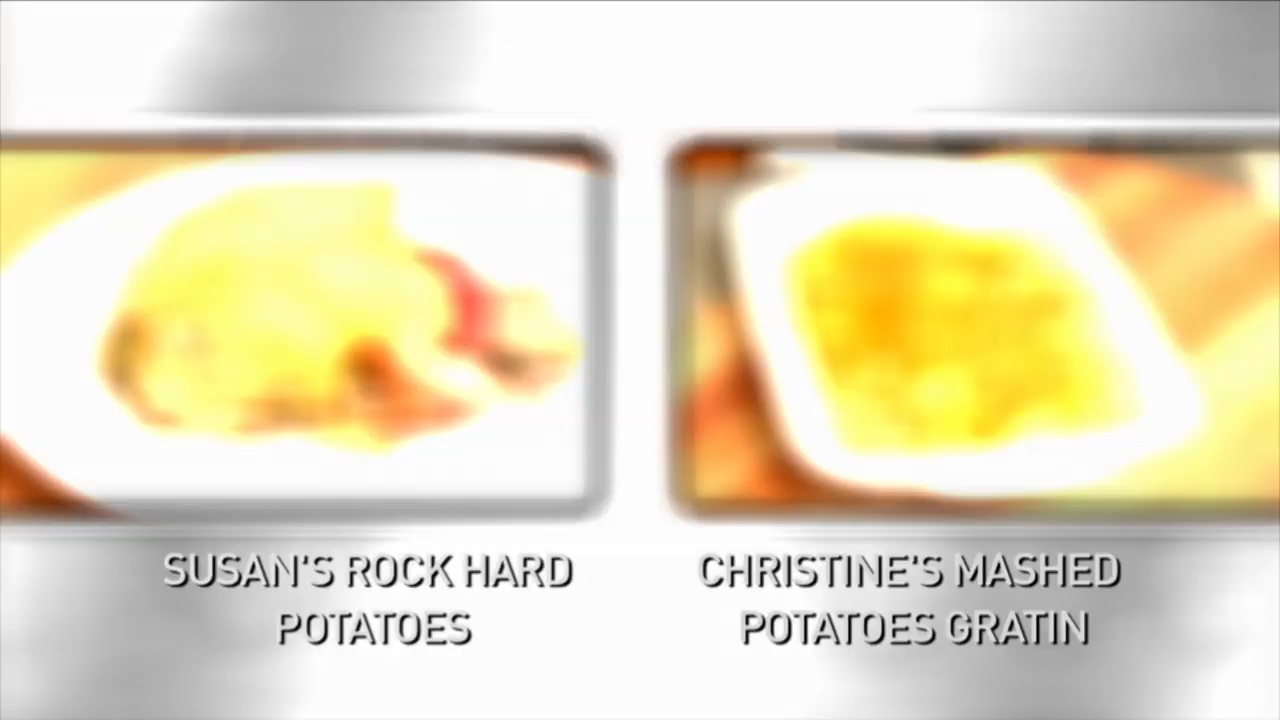 SUSAN'S ROCK HARD
POTATOES
CHRISTINE'S MASHED
POTATOES GRATIN